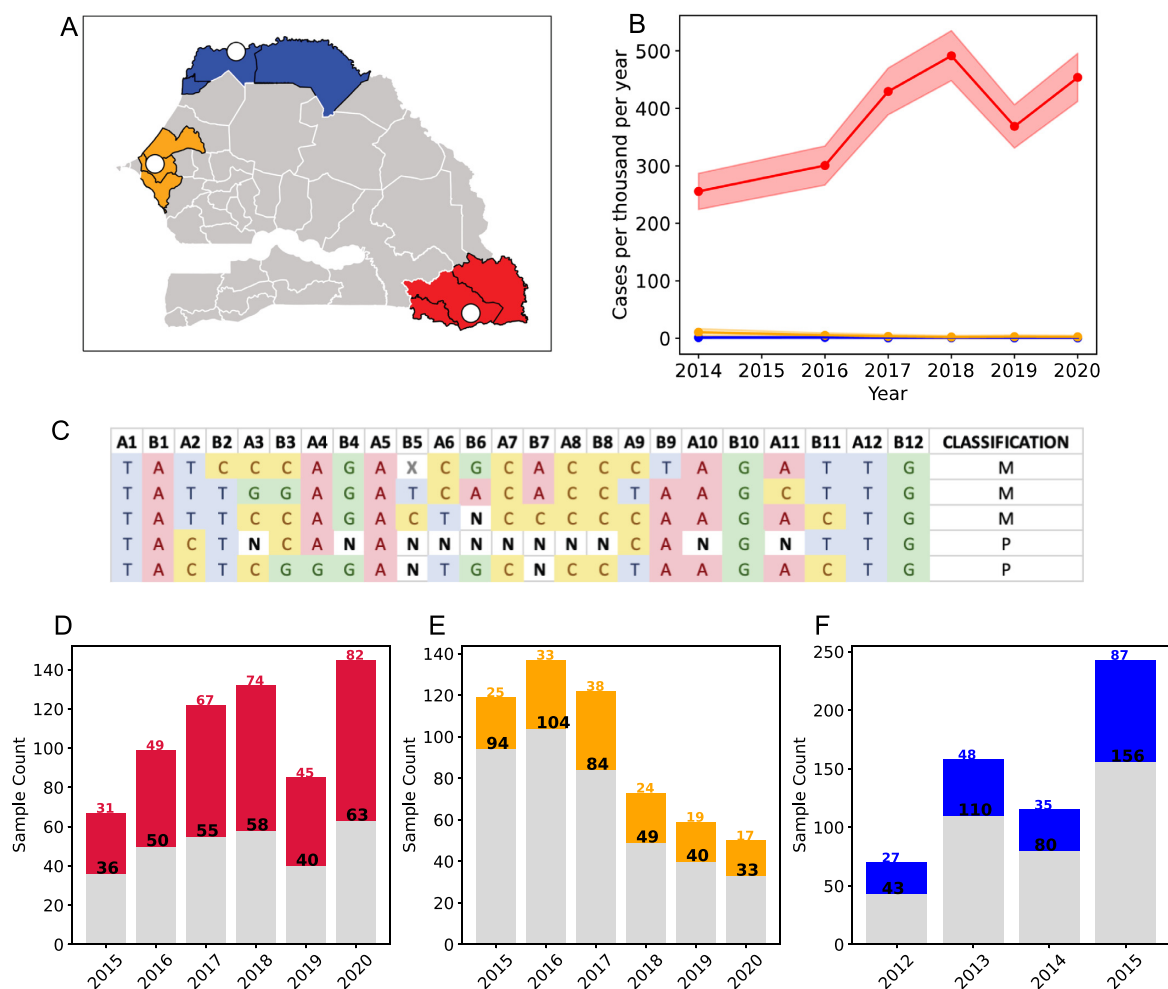 A
B
500
400
300
200
100
0
Cases per thousand per year
2014 2015 2016 2017 2018 2019 2020
Year
C
A1 B1 A2 B2 A3 B3 A4 B4 A5 B5 A6 B6 A7 B7 A8 B8 A9 B9 A10 B10 A11 B11 A12 B12 CLASSIFICATION
T A T C C C A G A X C G C A C C C T A G A T T G M
T A T T G G A G A T C A C A C C T A A G C T T G M
T A T T C C A G A C T N C C C C C A A G A C T G M
T A C T N C A N A N N N N N N N C A N G N T T G P
T A C T C G G G A N T G C N C C T A A G A C T G P
D
140
120
100
80
60
40
20
0
Sample Count
31 49 67 74 45 82
36 50 55 58 40 63
2015 2016 2017 2018 2019 2020
E
140
120
100
80
60
40
20
0
Sample Count
25 33 38 24 19 17
94 104 84 49 40 33
2015 2016 2017 2018 2019 2020
F
250
200
150
100
50
0
Sample Count
27 48 35 87
43 110 80 156
2012 2013 2014 2015